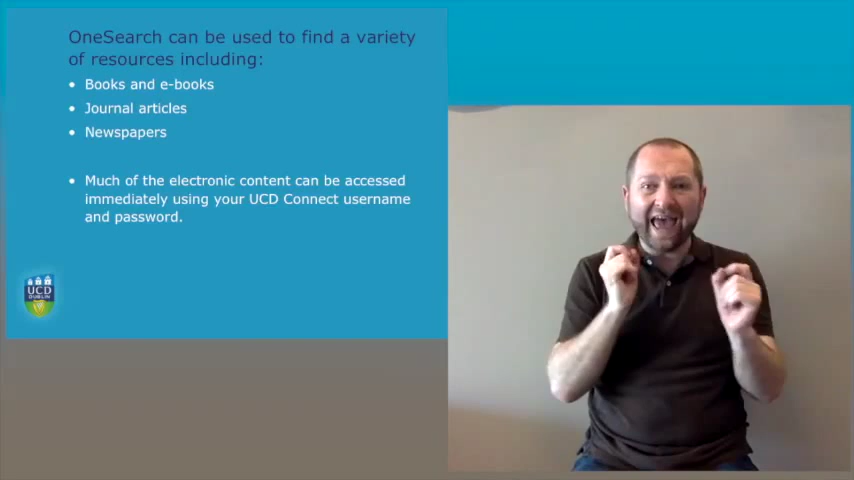 OneSearch can be used to find a variety
of resources including:
• Books and e-books
• Journal articles
• Newspapers
• Much of the electronic content can be accessed
immediately using your UCD Connect username
and password.
UCD
DUBLIN